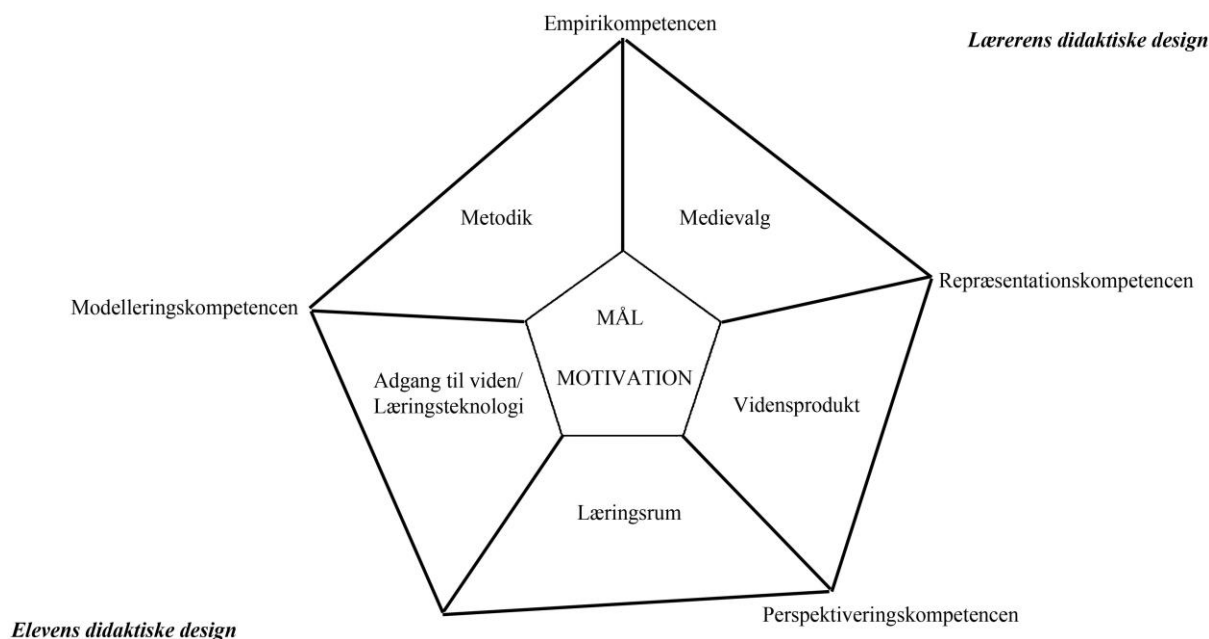 Empirikompetencen
Lærerens didaktiske design
Metodik
Medievalg
Modelleringskompetencen
Repræsentationskompetencen
MÅL
MOTIVATION
Adgang til viden/
Læringsteknologi
Vidensprodukt
Læringsrum
Perspektiveringskompetencen
Elevens didaktiske design